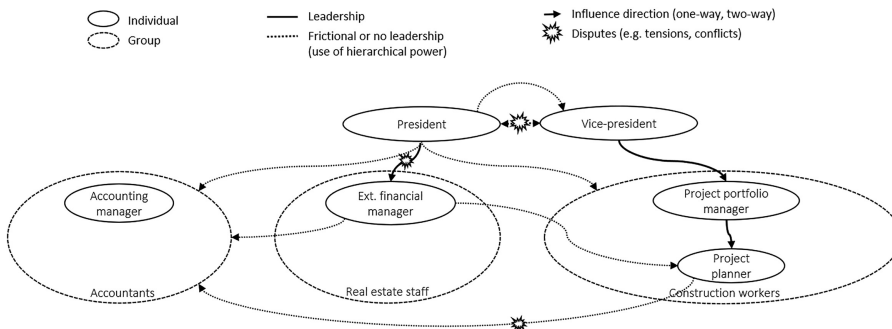 Individual
Group
Leadership
Frictional or no leadership
(use of hierarchical power)
Influence direction (one-way, two-way)
Disputes (e.g. tensions, conflicts)
President
Vice-president
Accounting
manager
Ext. financial
manager
Project portfolio
manager
Project
planner
Accountants
Real estate staff
Construction workers